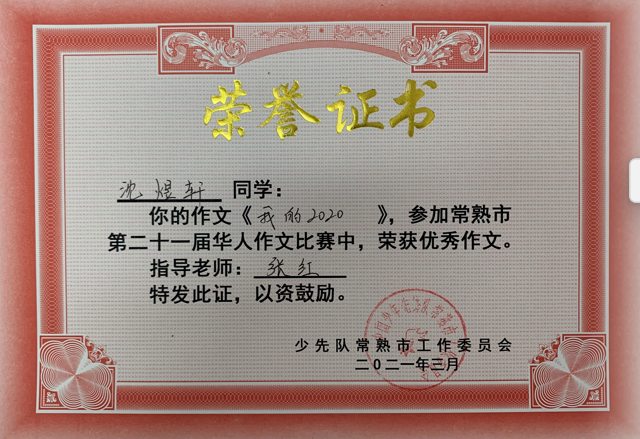 荣誉证书
沈煜轩 同学：
你的作文《我的2020》，参加常熟市
第二十一届华人作文比赛中，荣获优秀作文。
指导老师：张红
特发此证，以资鼓励。
少先队常熟市工作委员会
二〇二一年三月